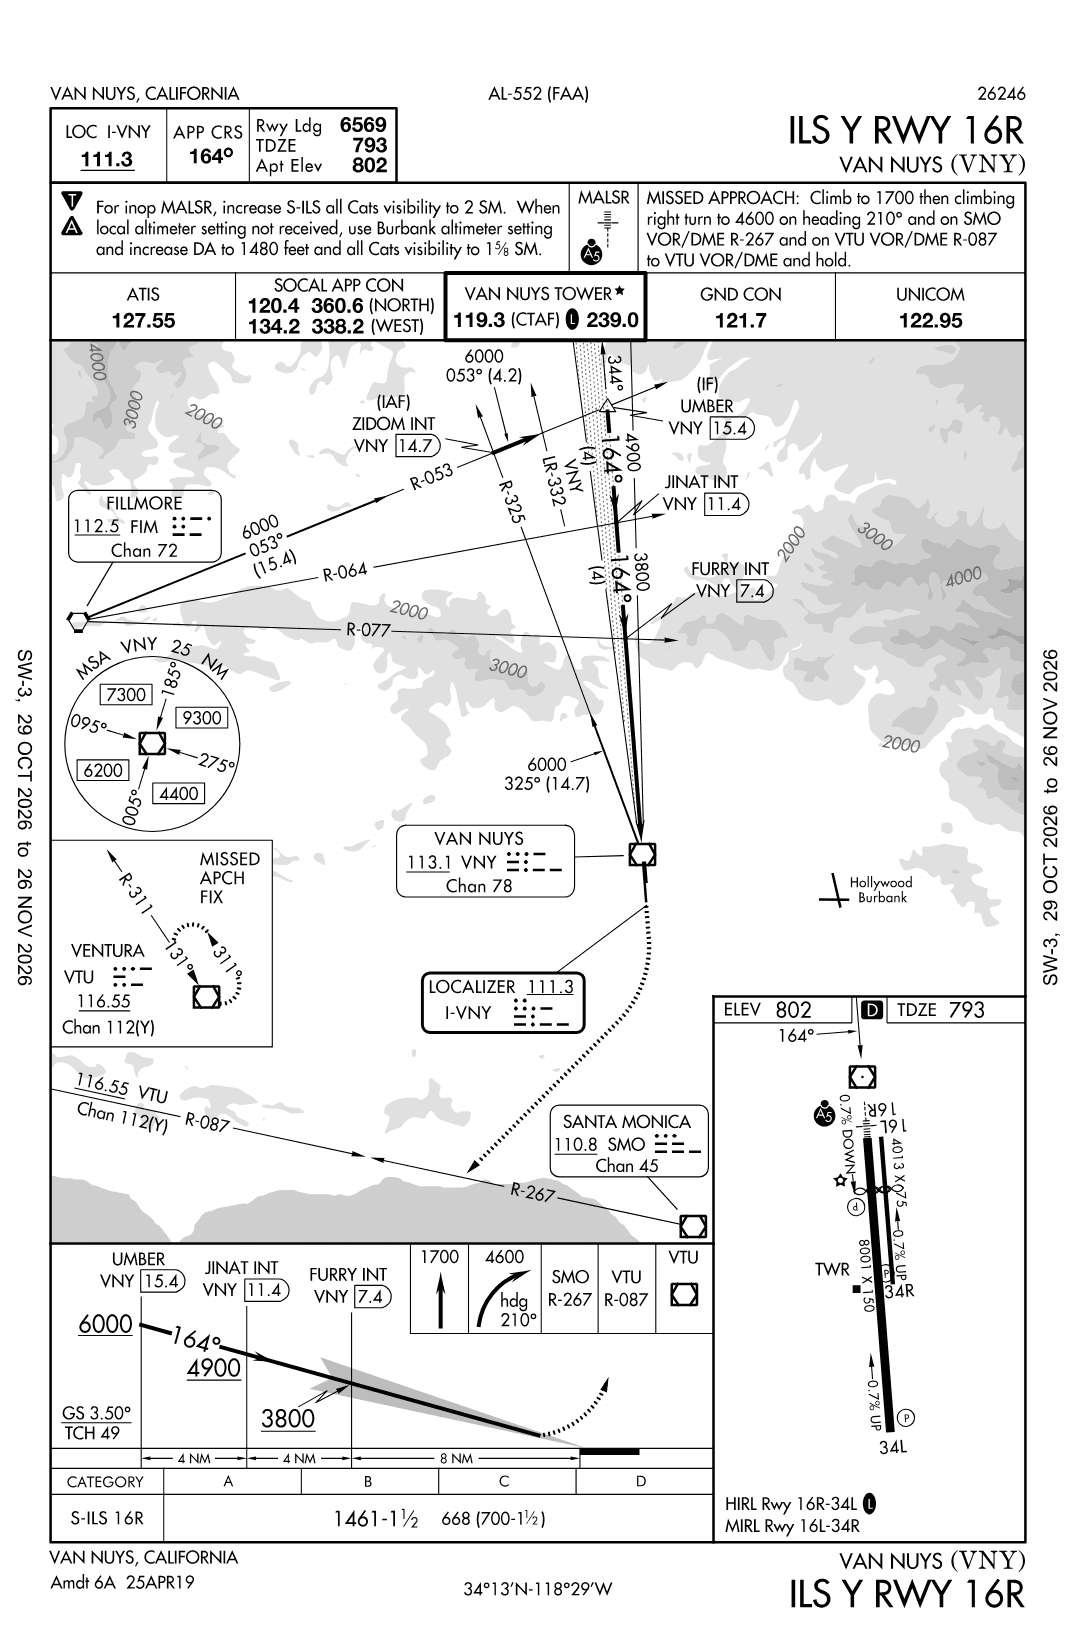 VAN NUYS, CALIFORNIA
AL-552 (FAA)
26246
LOC I-VNY
111.3
APP CRS
164°
Rwy Ldg 6569
TDZE 793
Apt Elev 802
ILS Y RWY 16R
VAN NUYS (VNY)
T
A
For inop MALSR, increase S-ILS all Cats visibility to 2 SM. When
local altimeter setting not received, use Burbank altimeter setting
and increase DA to 1480 feet and all Cats visibility to 1⅝ SM.
MALSR
A5
MISSED APPROACH: Climb to 1700 then climbing
right turn to 4600 on heading 210° and on SMO
VOR/DME R-267 and on VTU VOR/DME R-087
to VTU VOR/DME and hold.
ATIS
127.55
SOCAL APP CON
120.4 360.6 (NORTH)
134.2 338.2 (WEST)
VAN NUYS TOWER★
119.3 (CTAF) L 239.0
GND CON
121.7
UNICOM
122.95
4000
3000
2000
6000
053° (4.2)
344°
(IAF)
ZIDOM INT
VNY 14.7
(IF)
UMBER
VNY 15.4
R-053
R-325
VNY
LR-332
164°
4900
(4)
JINAT INT
VNY 11.4
FILLMORE
112.5 FIM
Chan 72
6000
053°
(15.4)
R-064
164°
3800
(4)
FURRY INT
VNY 7.4
2000
3000
4000
2000
R-077
3000
2000
MSA VNY 25 NM
7300
185°
9300
095°
275°
6200
4400
005°
6000
325° (14.7)
VAN NUYS
113.1 VNY
Chan 78
Hollywood
Burbank
MISSED
APCH
FIX
R-311
131°
311°
VENTURA
VTU
116.55
Chan 112(Y)
LOCALIZER 111.3
I-VNY
116.55 VTU
Chan 112(Y)
R-087
SANTA MONICA
110.8 SMO
Chan 45
R-267
ELEV 802
D
TDZE 793
164°
A5
0.7% DOWN
16R
16L
4013 X 75
P
0.7% UP
TWR
8001 X 150
P
34R
0.7% UP
P
34L
HIRL Rwy 16R-34L L
MIRL Rwy 16L-34R
UMBER
VNY 15.4
JINAT INT
VNY 11.4
FURRY INT
VNY 7.4
1700
4600
hdg
210°
SMO
R-267
VTU
R-087
VTU
6000
164°
4900
3800
GS 3.50°
TCH 49
4 NM
4 NM
8 NM
CATEGORY
A
B
C
D
S-ILS 16R
1461-1½ 668 (700-1½)
VAN NUYS, CALIFORNIA
Amdt 6A 25APR19
34°13'N-118°29'W
VAN NUYS (VNY)
ILS Y RWY 16R
SW-3, 29 OCT 2026 to 26 NOV 2026
SW-3, 29 OCT 2026 to 26 NOV 2026